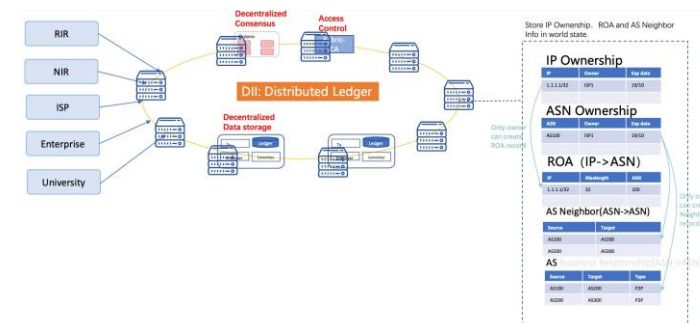 RIR
NIR
ISP
Enterprise
University
Decentralized
Consensus
Access
Control
DII: Distributed Ledger
Decentralized
Data storage
Ledger
Ledger
Store IP Ownership, ROA and AS Neighbor
Info in world state.
IP Ownership
IP Owner Exp date
1.1.1.1/32 ISP1 19/10
ASN Ownership
ASN Owner Exp date
AS100 ISP1 19/10
Only owner
can create
ROA record
ROA (IP->ASN)
IP Maxlength ASN
1.1.1.1/32 32 100
AS Neighbor(ASN->ASN)
Source Target
AS100 AS200
AS200 AS300
AS Business Relationship(ASN->ASN)
Source Target Type
AS100 AS200 P2P
AS200 AS300 P2P